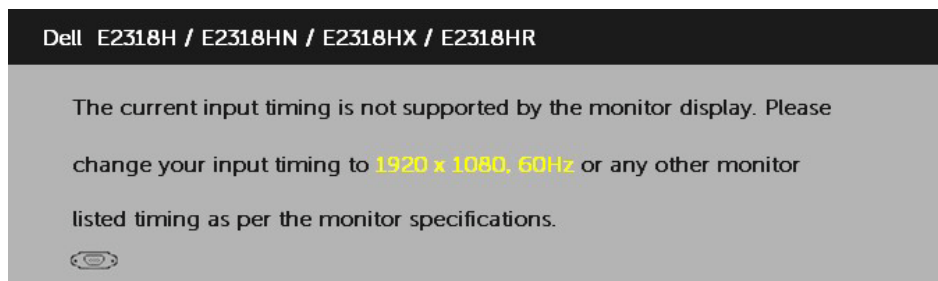 Dell E2318H / E2318HN / E2318HX / E2318HR
The current input timing is not supported by the monitor display. Please
change your input timing to 1920 x 1080, 60Hz or any other monitor
listed timing as per the monitor specifications.